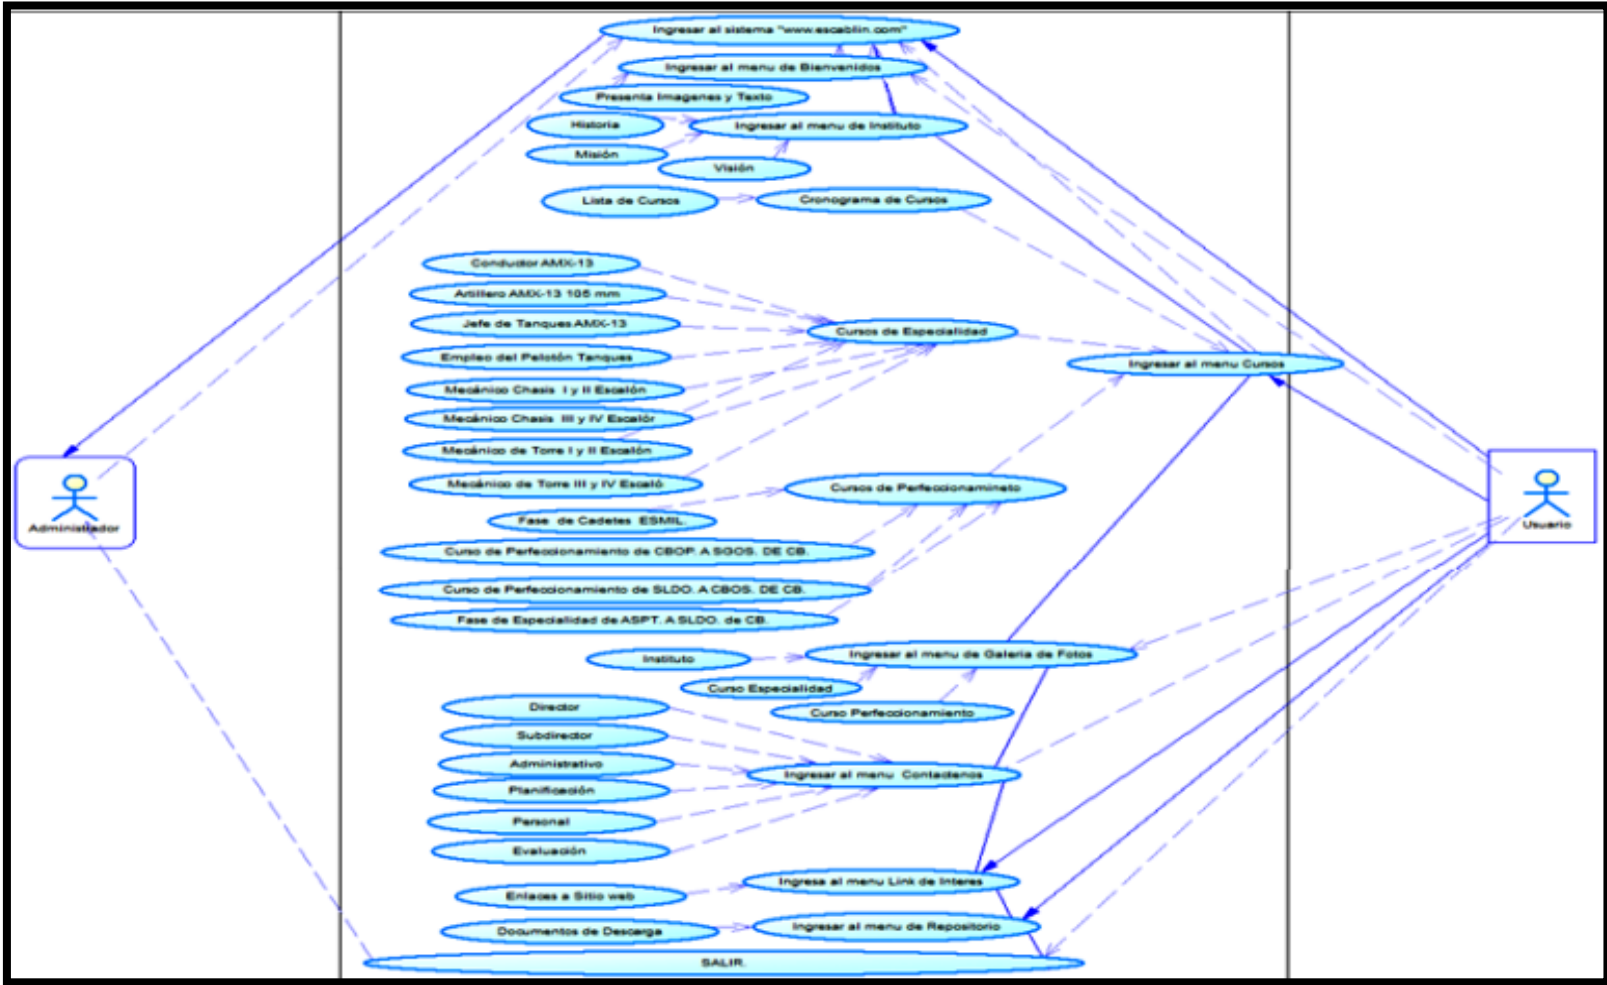 Ingresar al sistema "www.escablin.com"
Ingresar al menu de Bienvenidos
Presenta Imagenes y Texto
Historia
Ingresar al menu de Instituto
Misión
Visión
Lista de Cursos
Cronograma de Cursos
Conductor AMX-13
Artillero AMX-13 105 mm
Jefe de Tanques AMX-13
Cursos de Especialidad
Empleo del Pelotón Tanques
Ingresar al menu Cursos
Mecánico Chasis I y II Escalón
Mecánico Chasis III y IV Escalór
Mecánico de Torre I y II Escalón
Mecánico de Torre III y IV Escaló
Cursos de Perfeccionamineto
Fase de Cadetes ESMIL.
Administrador
Usuario
Curso de Perfeccionamiento de CBOP. A SGOS. DE CB.
Curso de Perfeccionamiento de SLDO. A CBOS. DE CB.
Fase de Especialidad de ASPT. A SLDO. de CB.
Instituto
Ingresar al menu de Galeria de Fotos
Curso Especialidad
Curso Perfeccionamiento
Director
Subdirector
Administrativo
Ingresar al menu Contactenos
Planificación
Personal
Evaluación
Ingresa al menu Link de Interes
Enlaces a Sitio web
Documentos de Descarga
Ingresar al menu de Repositorio
SALIR.